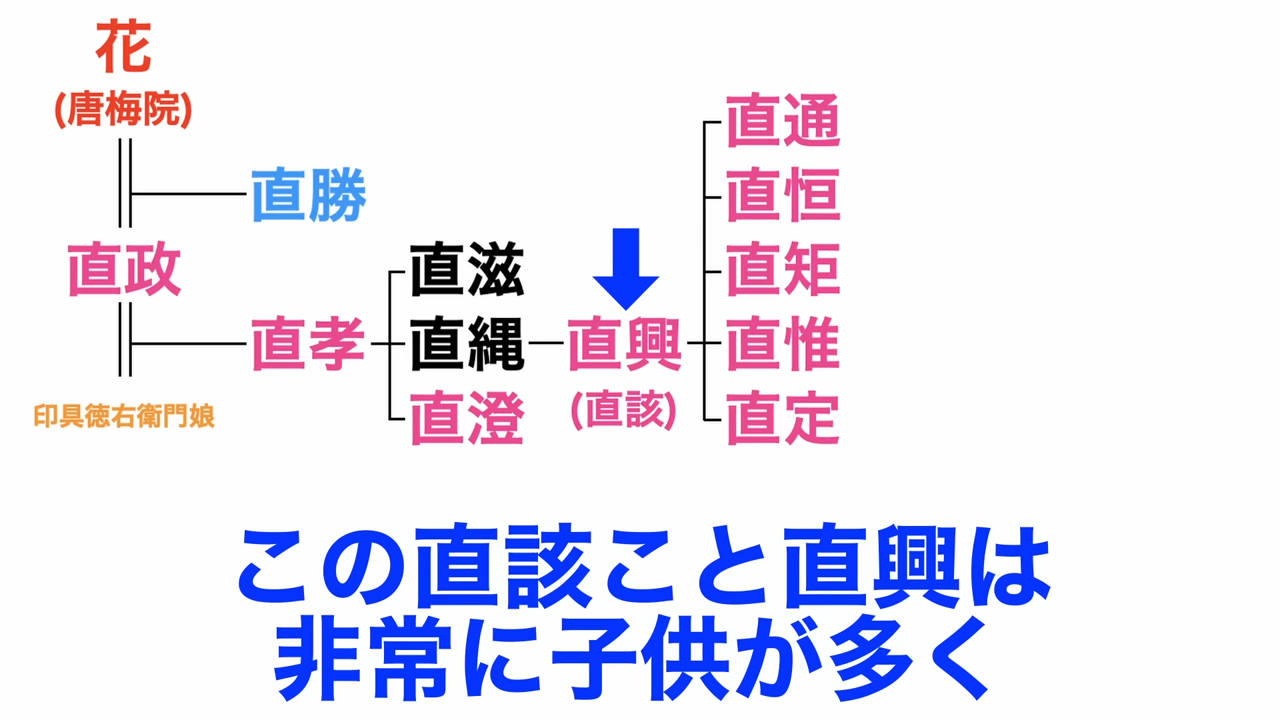 花
(唐梅院)
直勝
直政
直孝
印具徳右衛門娘
直滋
直縄
直澄
直興
(直該)
直通
直恒
直矩
直惟
直定
この直該こと直興は
非常に子供が多く